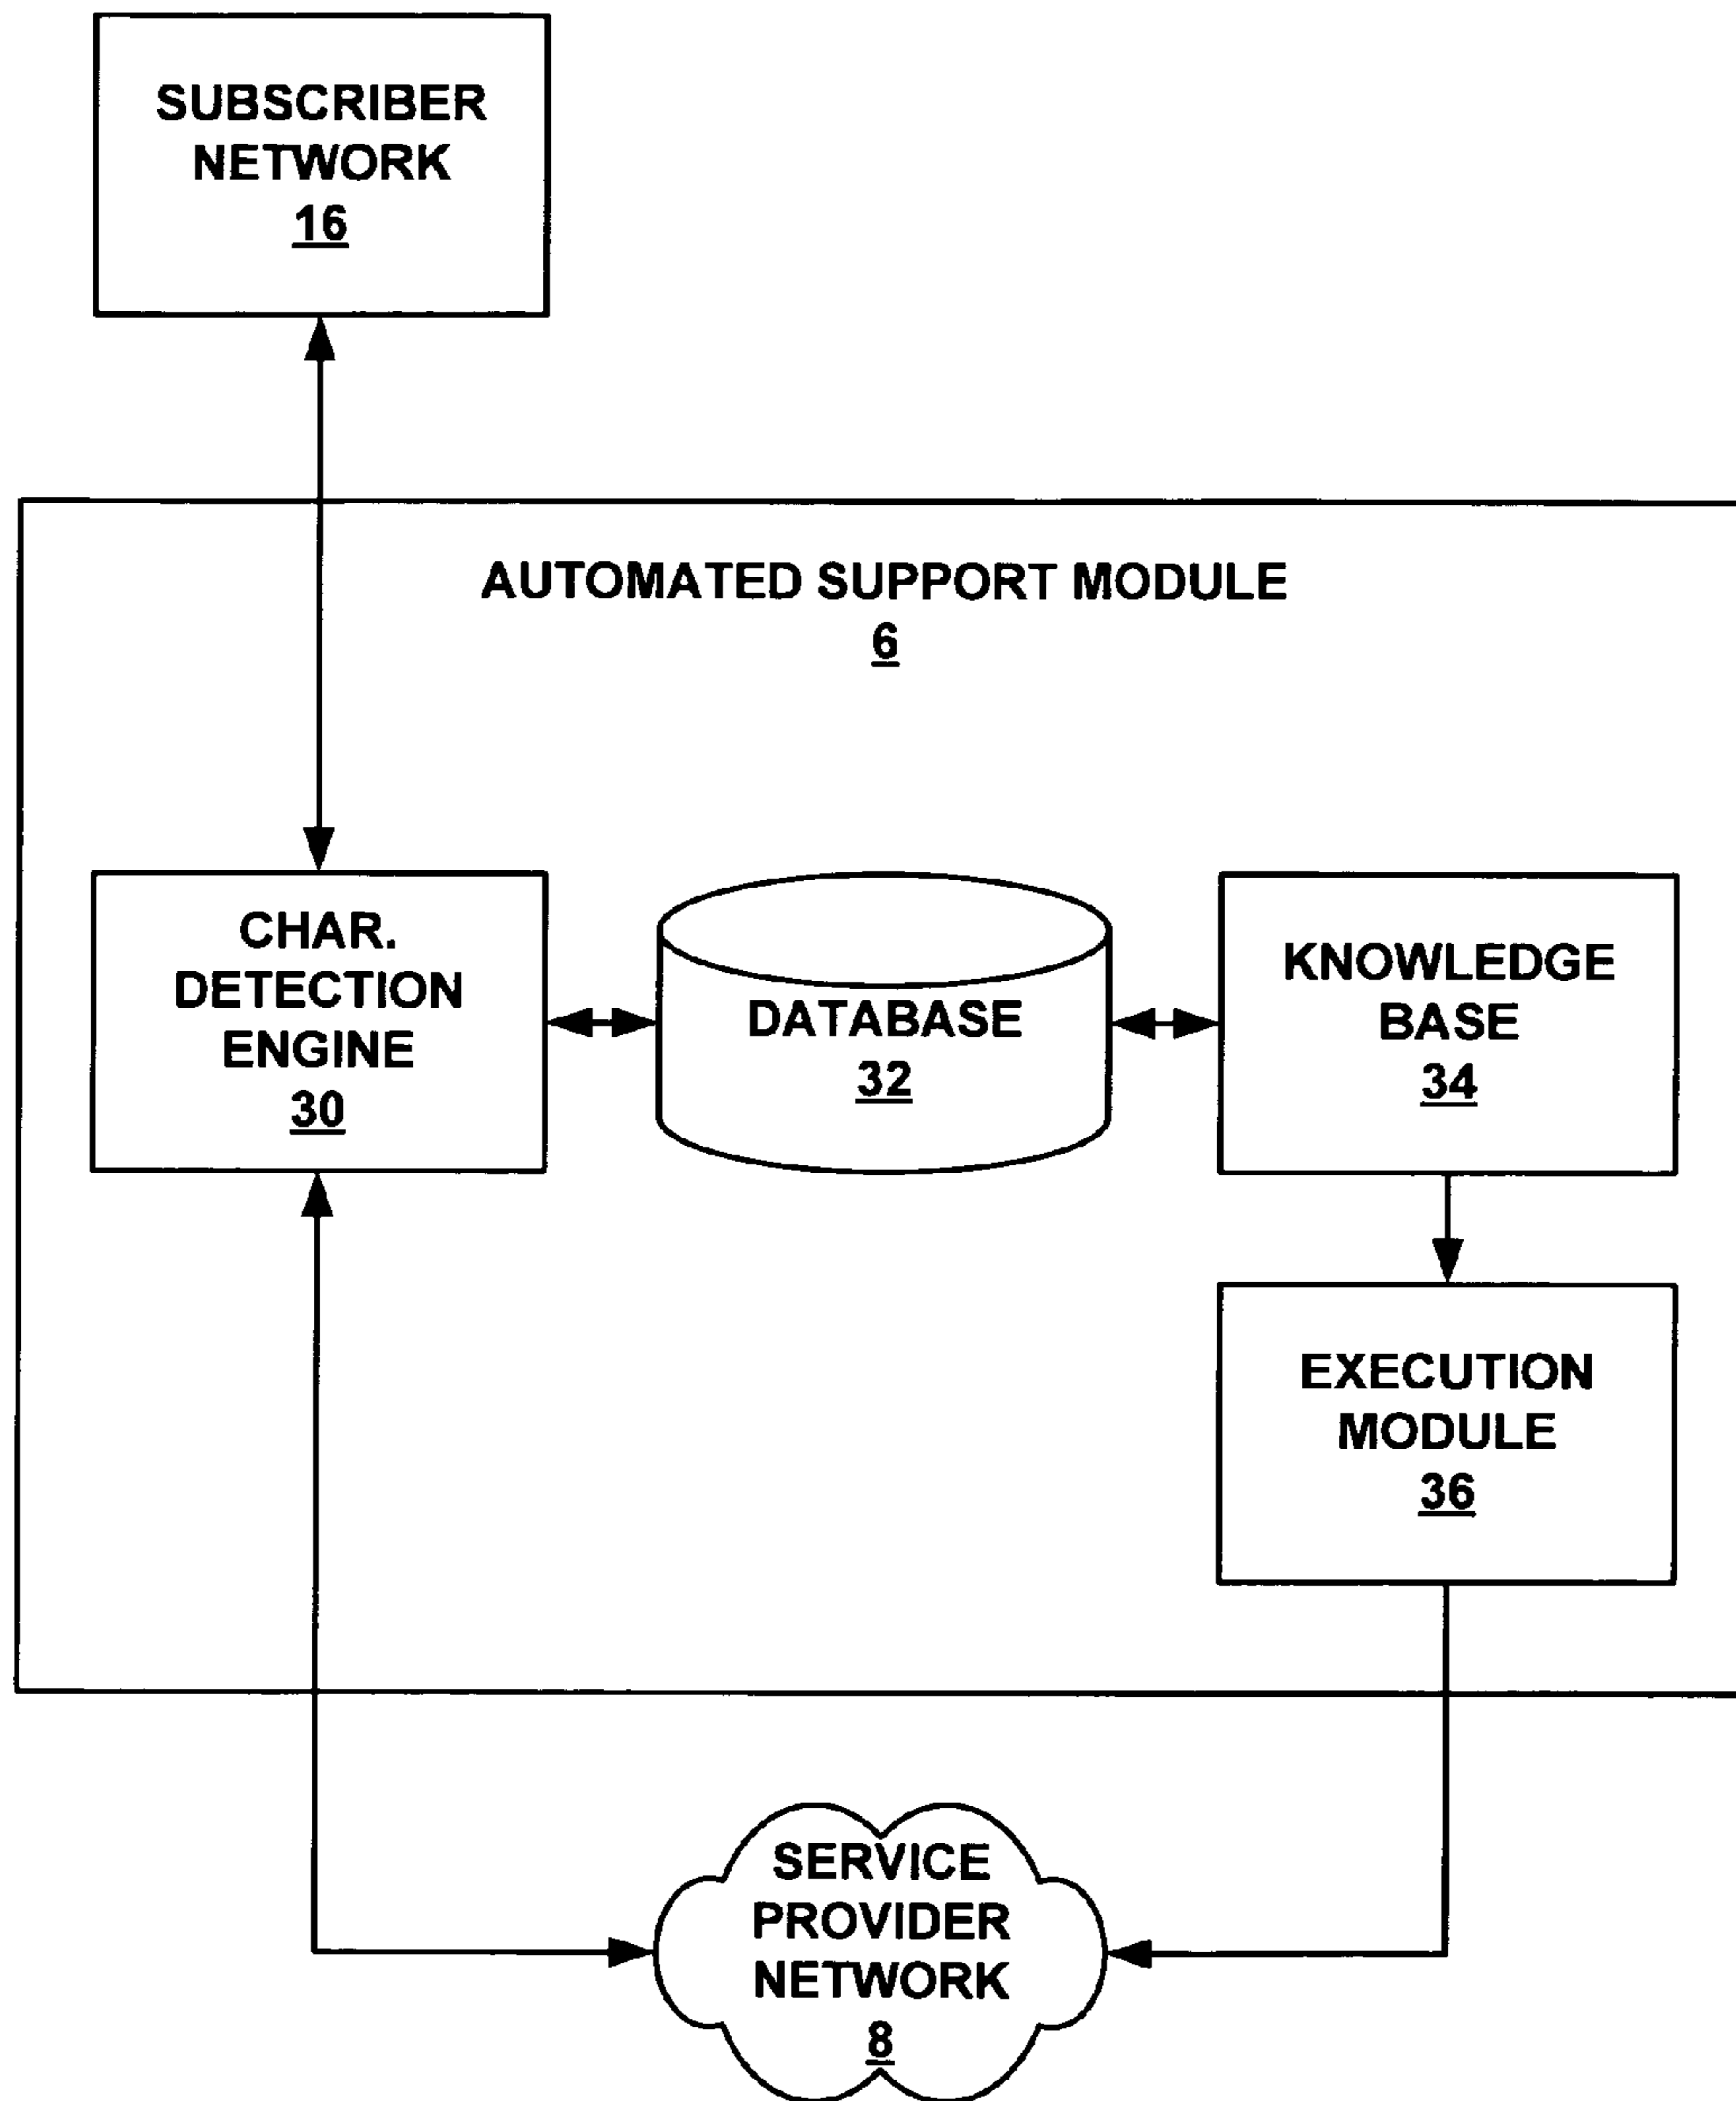 SUBSCRIBER
NETWORK
16
AUTOMATED SUPPORT MODULE
6
CHAR.
DETECTION
ENGINE
30
DATABASE
32
KNOWLEDGE
BASE
34
EXECUTION
MODULE
36
SERVICE
PROVIDER
NETWORK
8